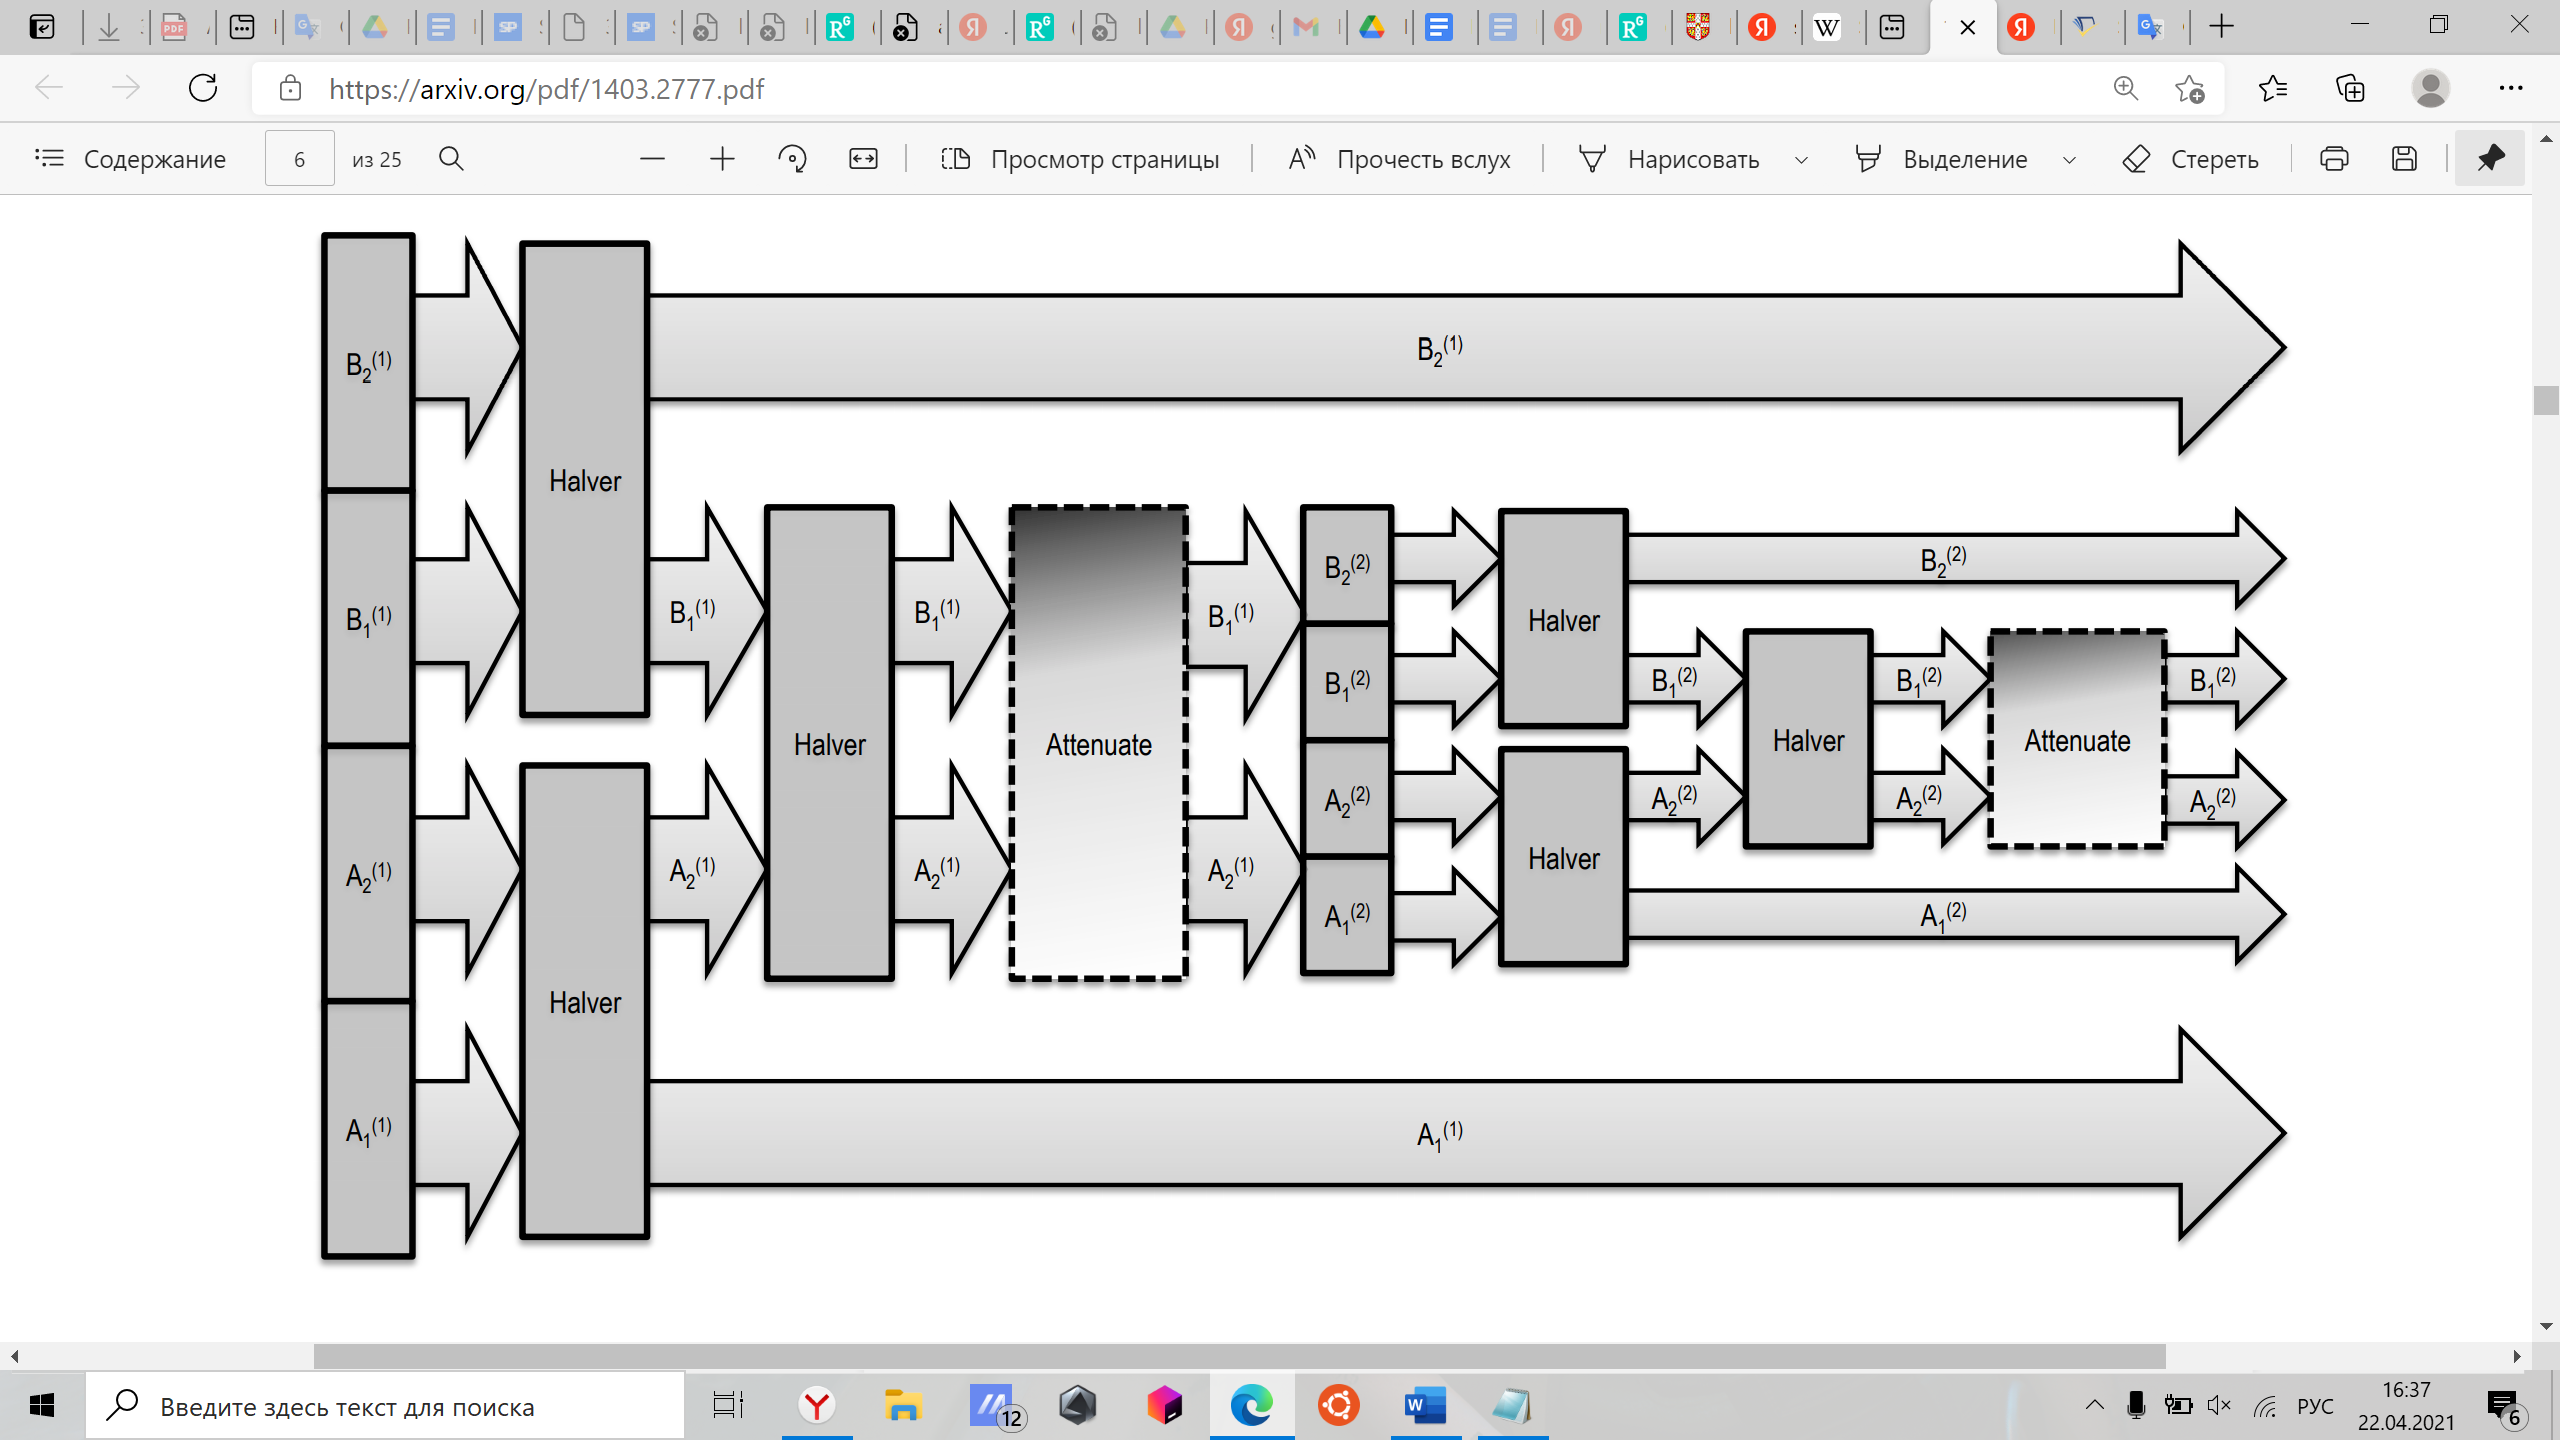 https://arxiv.org/pdf/1403.2777.pdf
Содержание 6 из 25 Просмотр страницы Прочесть вслух Нарисовать Выделение Стереть
B2(1)
B2(1)
Halver
B1(1)
B1(1)
B1(1)
B1(1)
Halver
Attenuate
A2(1)
A2(1)
A2(1)
A2(1)
Halver
A1(1)
A1(1)
B2(2)
B2(2)
Halver
B1(2)
B1(2)
B1(2)
B1(2)
Halver
Attenuate
A2(2)
A2(2)
A2(2)
A2(2)
Halver
A1(2)
A1(2)
Введите здесь текст для поиска
12
РУС
16:37
22.04.2021
6